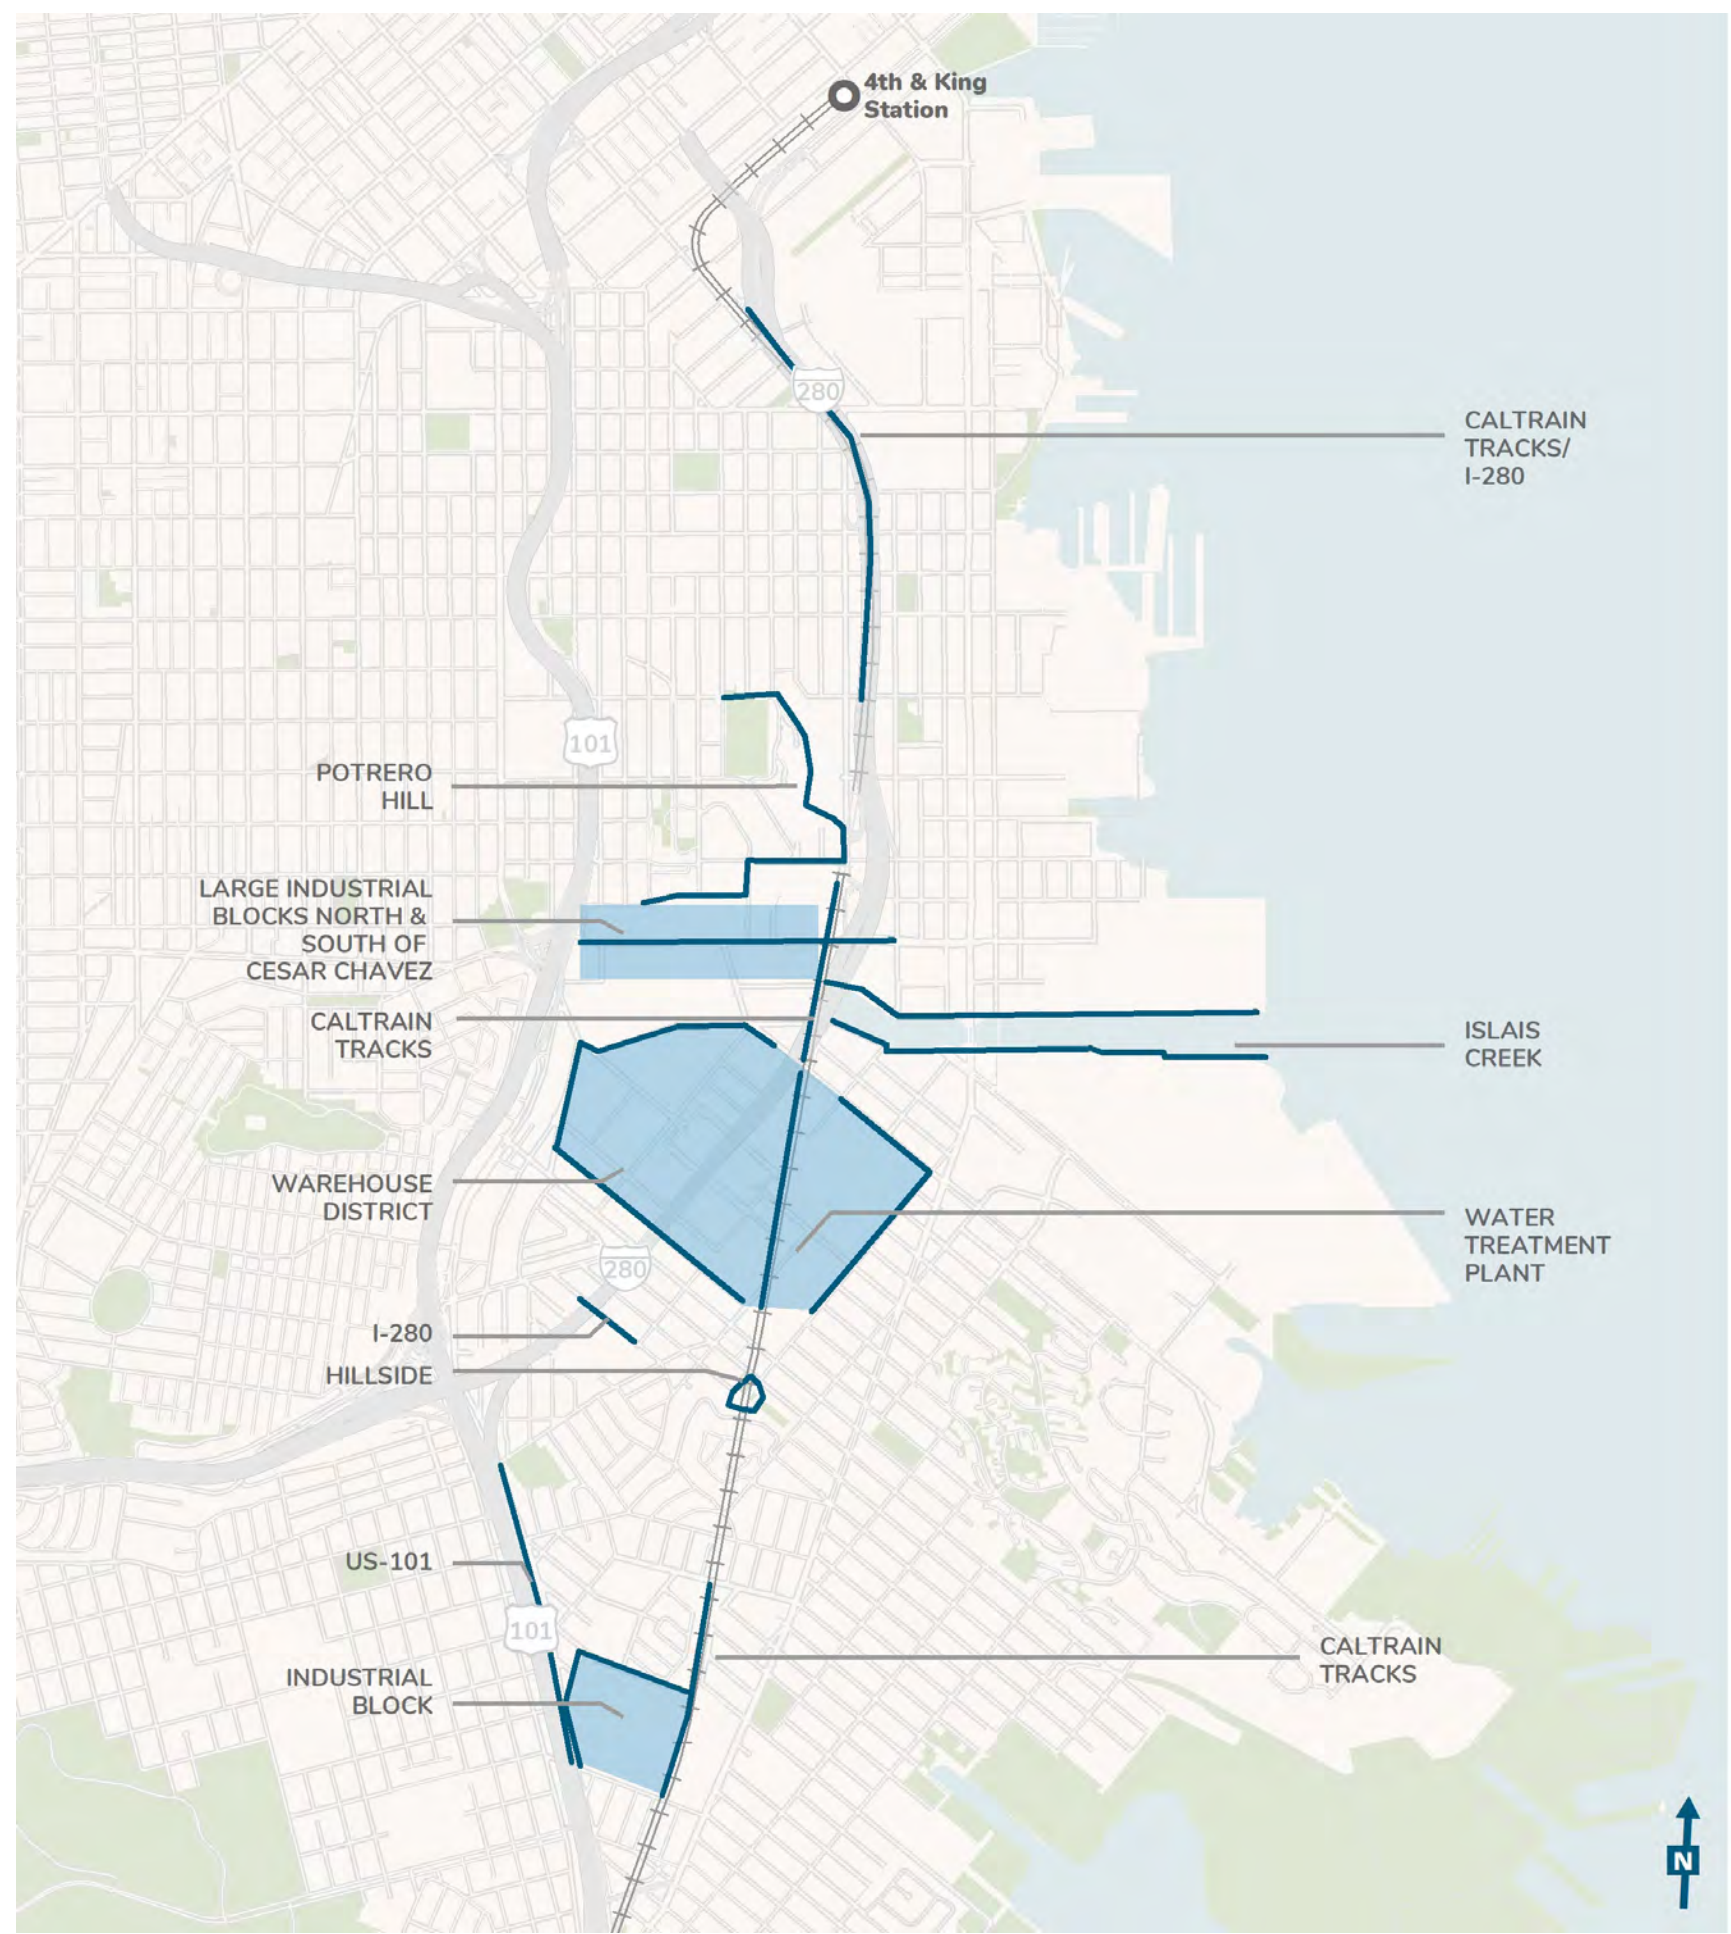 4th & King
Station
280
CALTRAIN
TRACKS/
I-280
101
POTRERO
HILL
LARGE INDUSTRIAL
BLOCKS NORTH &
SOUTH OF
CESAR CHAVEZ
CALTRAIN
TRACKS
ISLAIS
CREEK
WAREHOUSE
DISTRICT
WATER
TREATMENT
PLANT
280
I-280
HILLSIDE
US-101
101
CALTRAIN
TRACKS
INDUSTRIAL
BLOCK
N